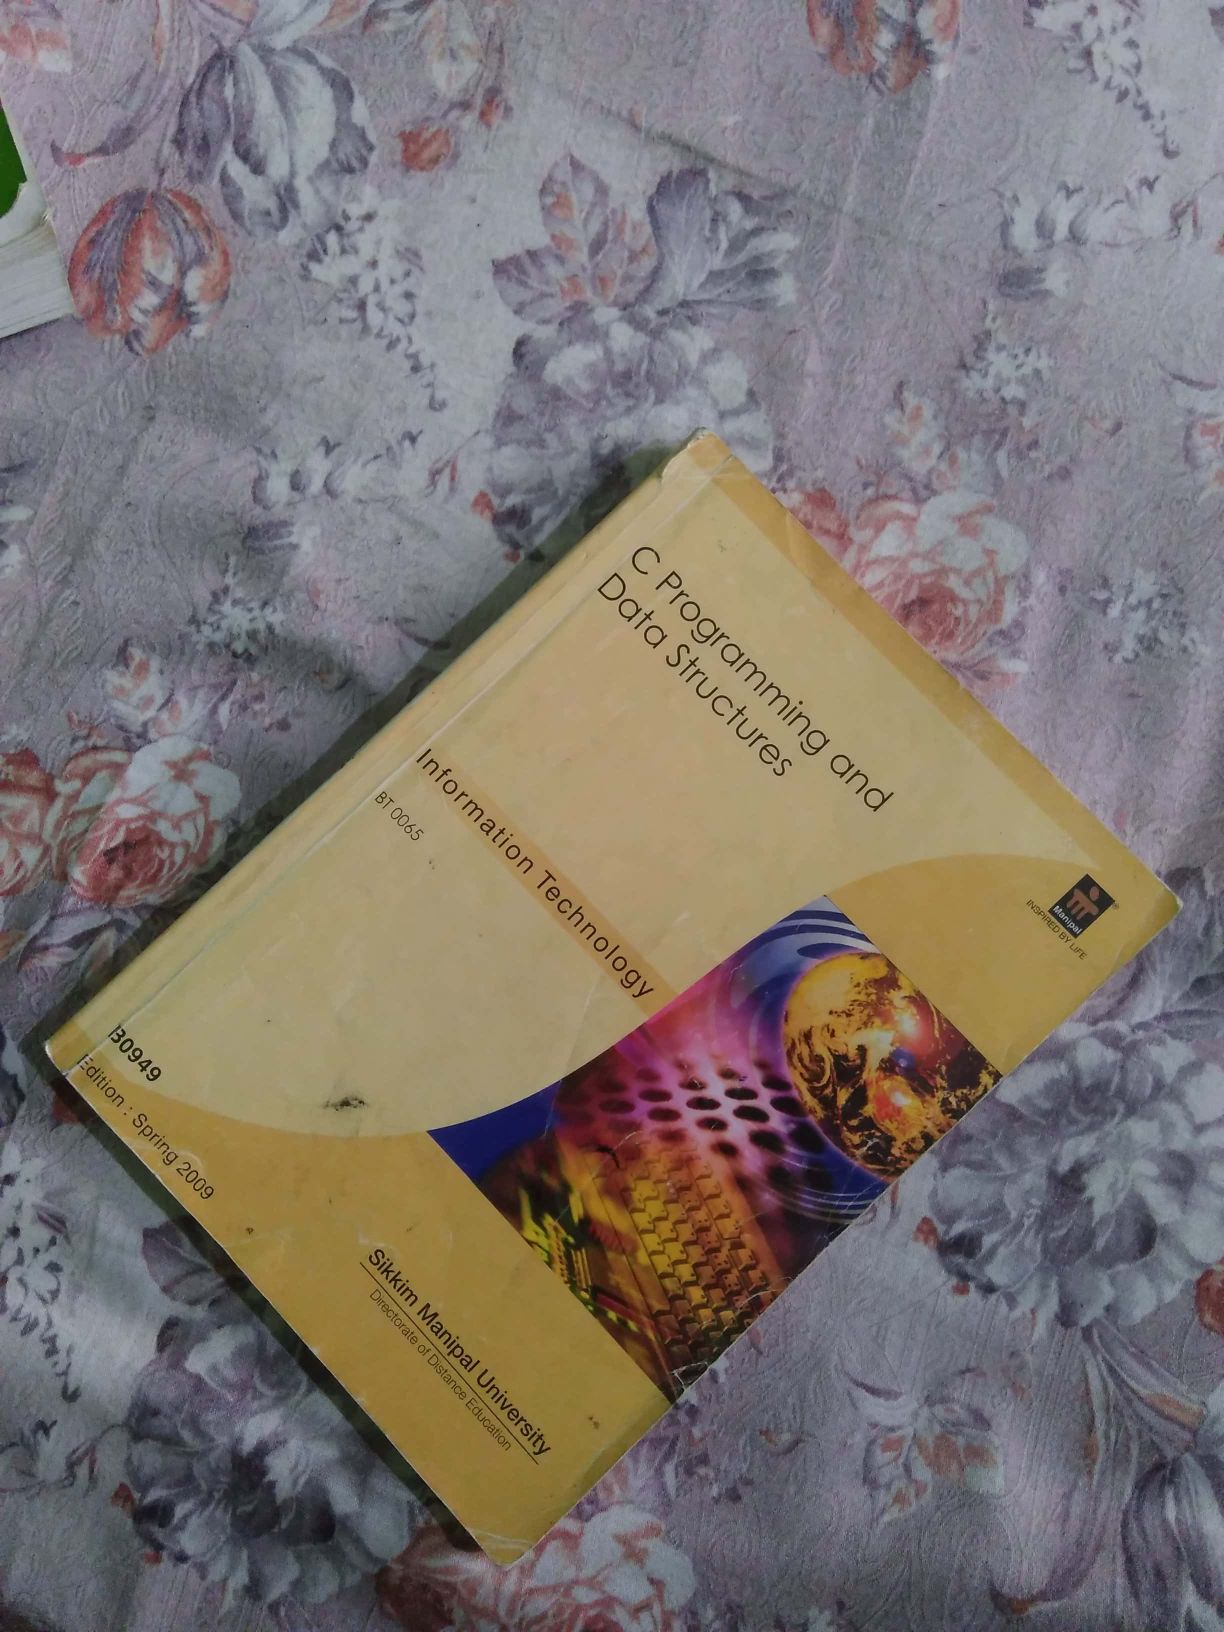 C Programming and
Data Structures
Information Technology
BT 0065
Manipal
INSPIRED BY LIFE
B0949
Edition : Spring 2009
Sikkim Manipal University
Directorate of Distance Education